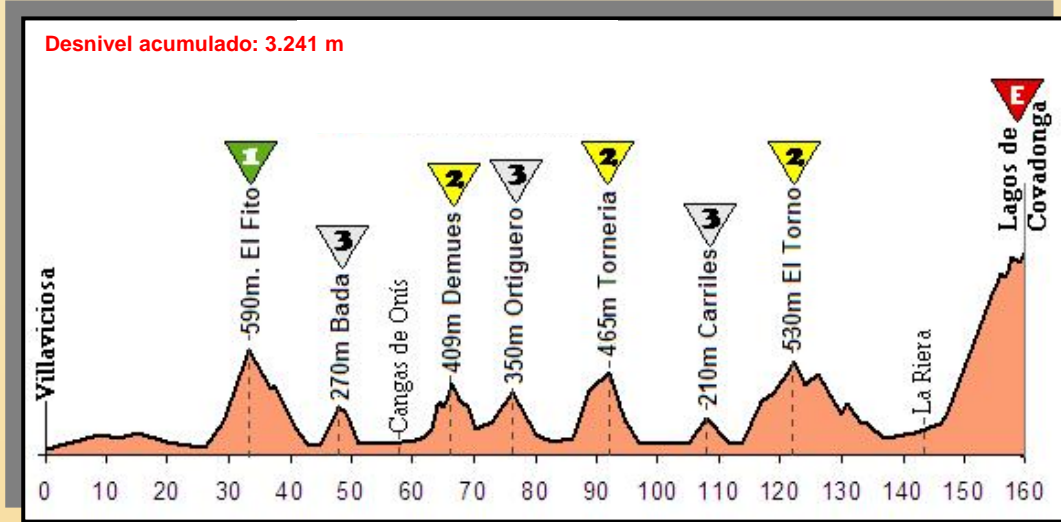 Desnivel acumulado: 3.241 m
Villaviciosa
1
590m. El Fito
3
270m Bada
Cangas de Onís
2
409m Demues
3
350m Ortiguero
2
465m Torneria
3
210m Carriles
2
530m El Torno
La Riera
E
Lagos de
Covadonga
0 10 20 30 40 50 60 70 80 90 100 110 120 130 140 150 160